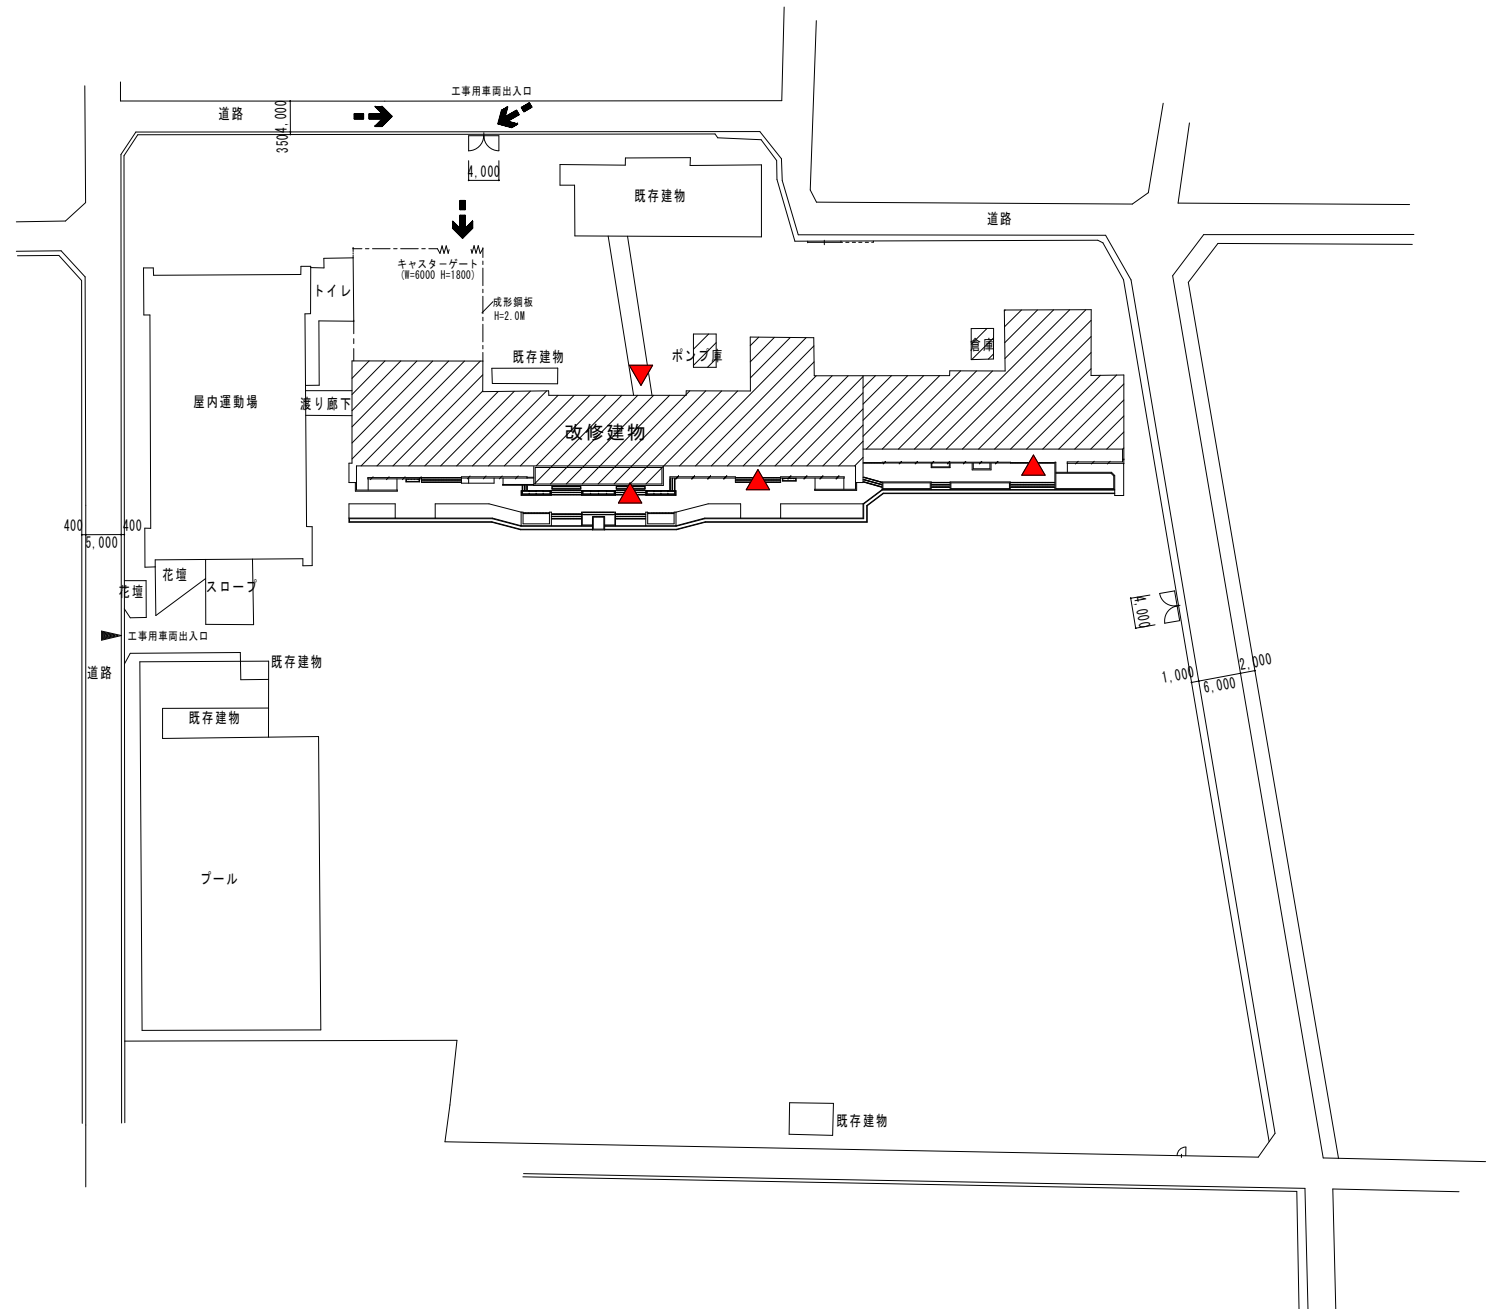 工事用車両出入口
道路
350
4,000
4,000
既存建物
道路
キャスターゲート
(W=6000 H=1800)
トイレ
成形鋼板
H=2.0M
既存建物
ポンプ庫
倉庫
屋内運動場
渡り廊下
改修建物
400
400
5,000
花壇
花壇
スロープ
4,000
工事用車両出入口
既存建物
道路
1,000
6,000
2,000
既存建物
プール
既存建物